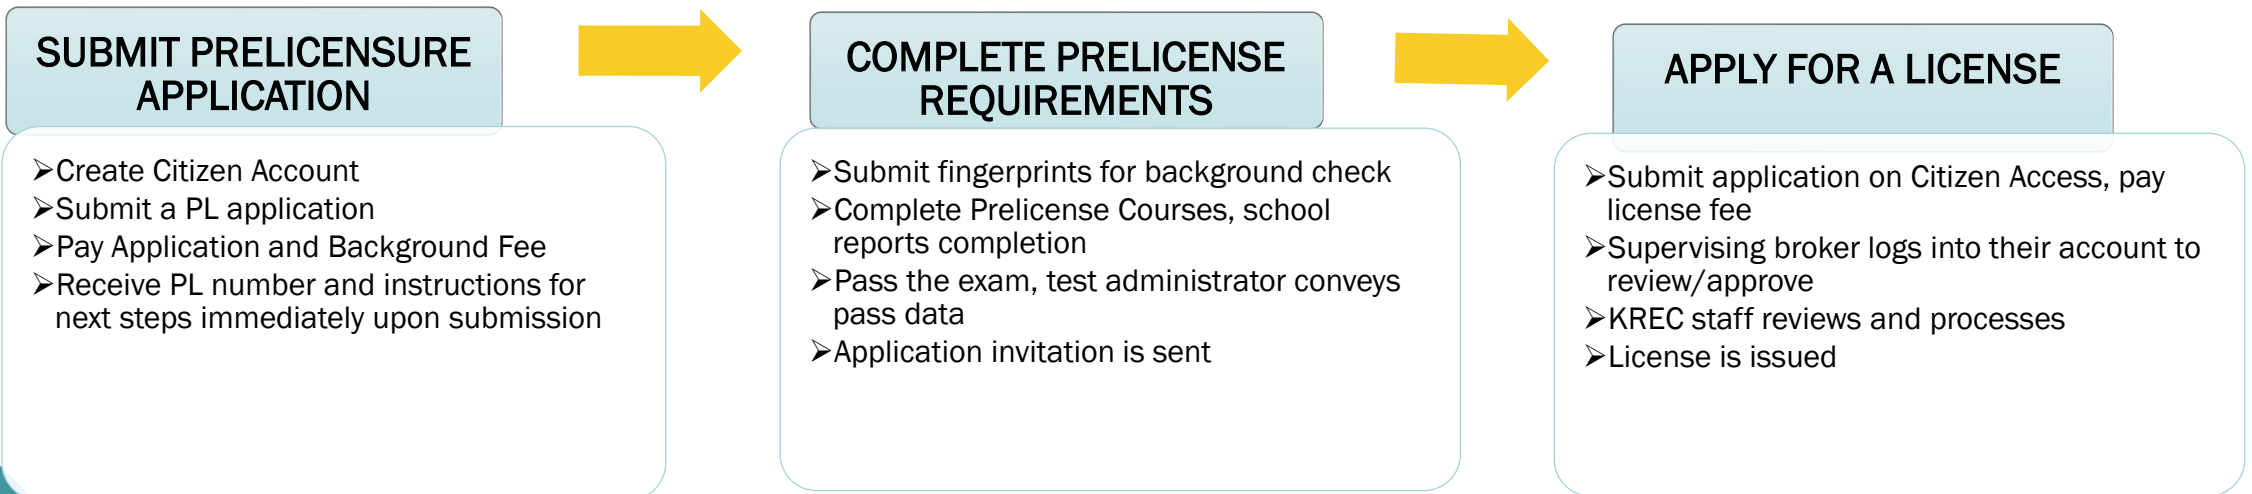 SUBMIT PRELICENSURE
APPLICATION
➢Create Citizen Account
➢Submit a PL application
➢Pay Application and Background Fee
➢Receive PL number and instructions for
next steps immediately upon submission
COMPLETE PRELICENSE
REQUIREMENTS
➢Submit fingerprints for background check
➢Complete Prelicense Courses, school
reports completion
➢Pass the exam, test administrator conveys
pass data
➢Application invitation is sent
APPLY FOR A LICENSE
➢Submit application on Citizen Access, pay
license fee
➢Supervising broker logs into their account to
review/approve
➢KREC staff reviews and processes
➢License is issued